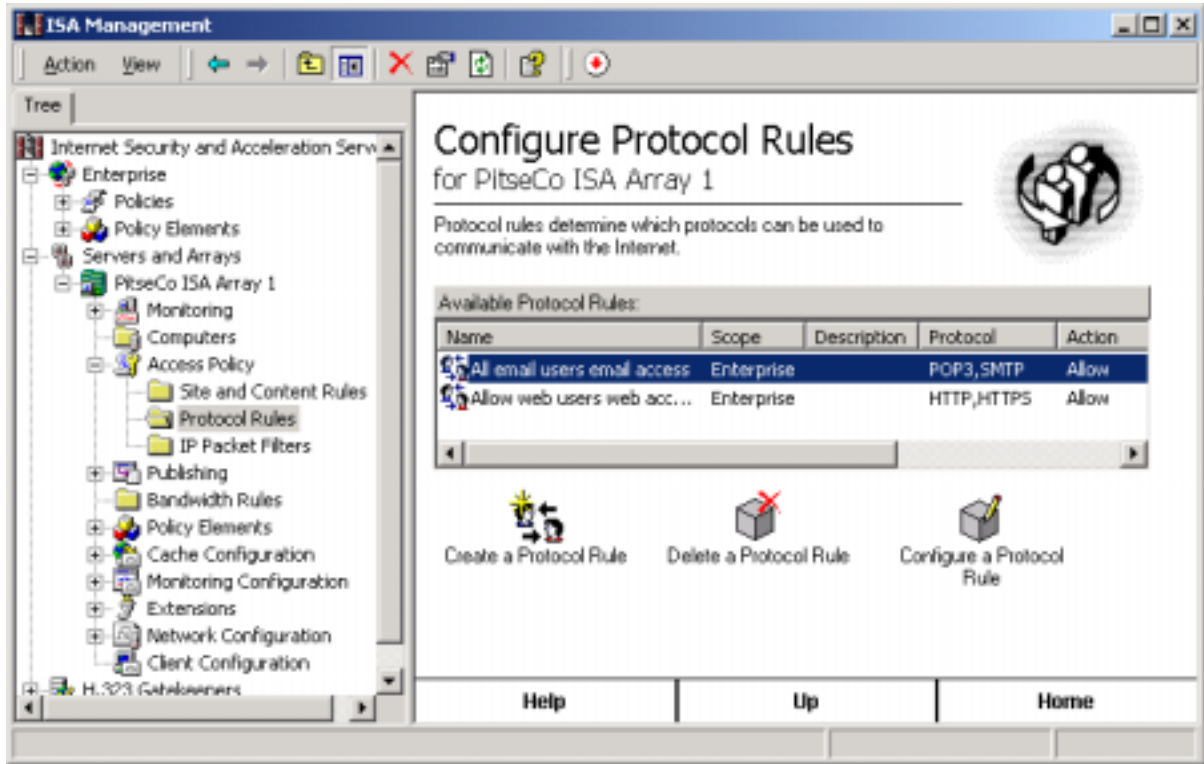 ISA Management
Action View
Tree
Internet Security and Acceleration Serv
Enterprise
Policies
Policy Elements
Servers and Arrays
PitseCo ISA Array 1
Monitoring
Computers
Access Policy
Site and Content Rules
Protocol Rules
IP Packet Filters
Publishing
Bandwidth Rules
Policy Elements
Cache Configuration
Monitoring Configuration
Extensions
Network Configuration
Client Configuration
H.323 Gatekeepers
Configure Protocol Rules
for PitseCo ISA Array 1
Protocol rules determine which protocols can be used to
communicate with the Internet.
Available Protocol Rules:
Name Scope Description Protocol Action
All email users email access Enterprise POP3,SMTP Allow
Allow web users web acc... Enterprise HTTP,HTTPS Allow
Create a Protocol Rule
Delete a Protocol Rule
Configure a Protocol
Rule
Help Up Home